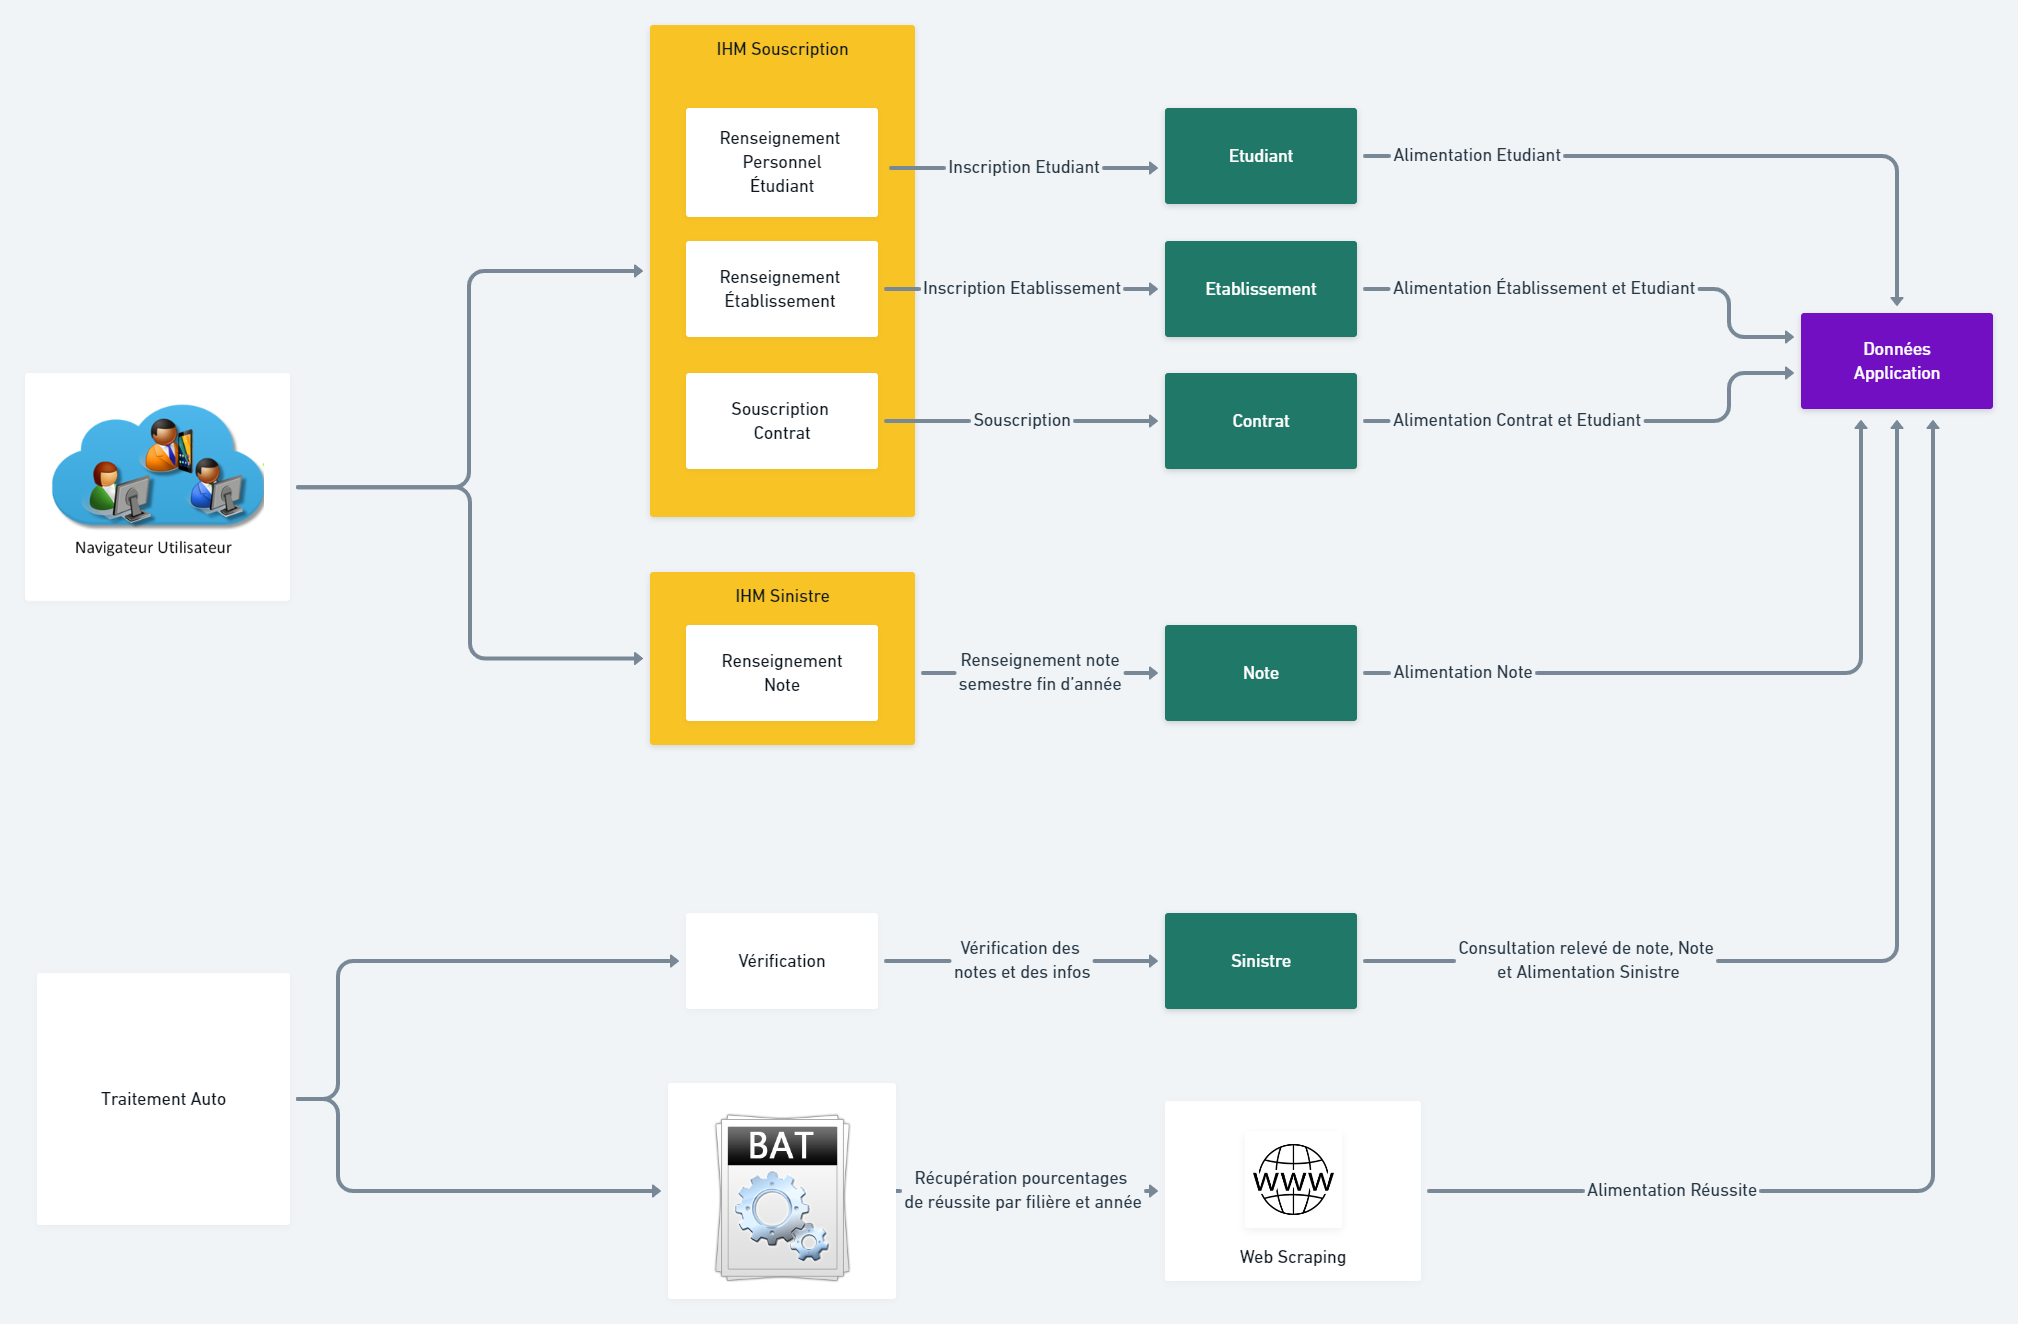 IHM Souscription
Renseignement
Personnel
Étudiant
Inscription Etudiant
Etudiant
Alimentation Etudiant
Renseignement
Établissement
Inscription Etablissement
Etablissement
Alimentation Établissement et Etudiant
Données
Application
Souscription
Contrat
Souscription
Contrat
Alimentation Contrat et Etudiant
Navigateur Utilisateur
IHM Sinistre
Renseignement
Note
Renseignement note
semestre fin d’année
Note
Alimentation Note
Vérification
Vérification des
notes et des infos
Sinistre
Consultation relevé de note, Note
et Alimentation Sinistre
Traitement Auto
BAT
Récupération pourcentages
de réussite par filière et année
WWW
Web Scraping
Alimentation Réussite